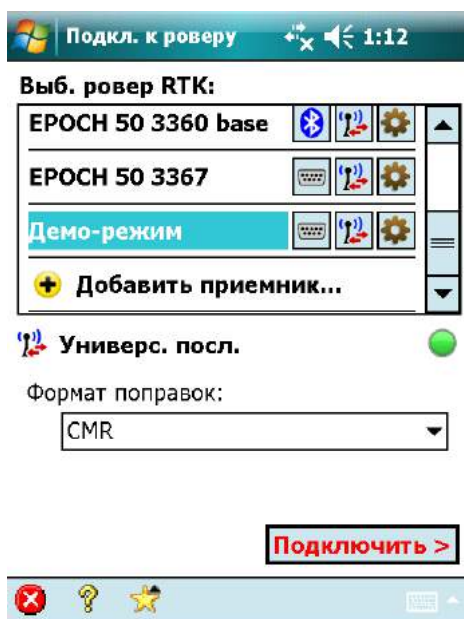 Подкл. к роверу 1:12
Выб. ровер RTK:
EPOCH 50 3360 base
EPOCH 50 3367
Демо-режим
Добавить приемник...
Универс. посл.
Формат поправок:
CMR
Подключить >